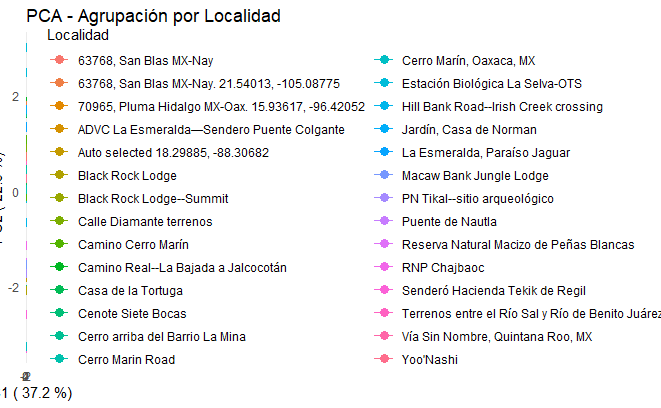 PCA - Agrupación por Localidad
Localidad
63768, San Blas MX-Nay
63768, San Blas MX-Nay. 21.54013, -105.08775
70965, Pluma Hidalgo MX-Oax. 15.93617, -96.42052
ADVC La Esmeralda—Sendero Puente Colgante
Auto selected 18.29885, -88.30682
Black Rock Lodge
Black Rock Lodge--Summit
Calle Diamante terrenos
Camino Cerro Marín
Camino Real--La Bajada a Jalcocotán
Casa de la Tortuga
Cenote Siete Bocas
Cerro arriba del Barrio La Mina
Cerro Marin Road
Cerro Marín, Oaxaca, MX
Estación Biológica La Selva-OTS
Hill Bank Road--Irish Creek crossing
Jardín, Casa de Norman
La Esmeralda, Paraíso Jaguar
Macaw Bank Jungle Lodge
PN Tikal--sitio arqueológico
Puente de Nautla
Reserva Natural Macizo de Peñas Blancas
RNP Chajbaoc
Senderó Hacienda Tekik de Regil
Terrenos entre el Río Sal y Río de Benito Juárez
Vía Sin Nombre, Quintana Roo, MX
Yoo'Nashi
2
0
-2
1 ( 37.2 %)